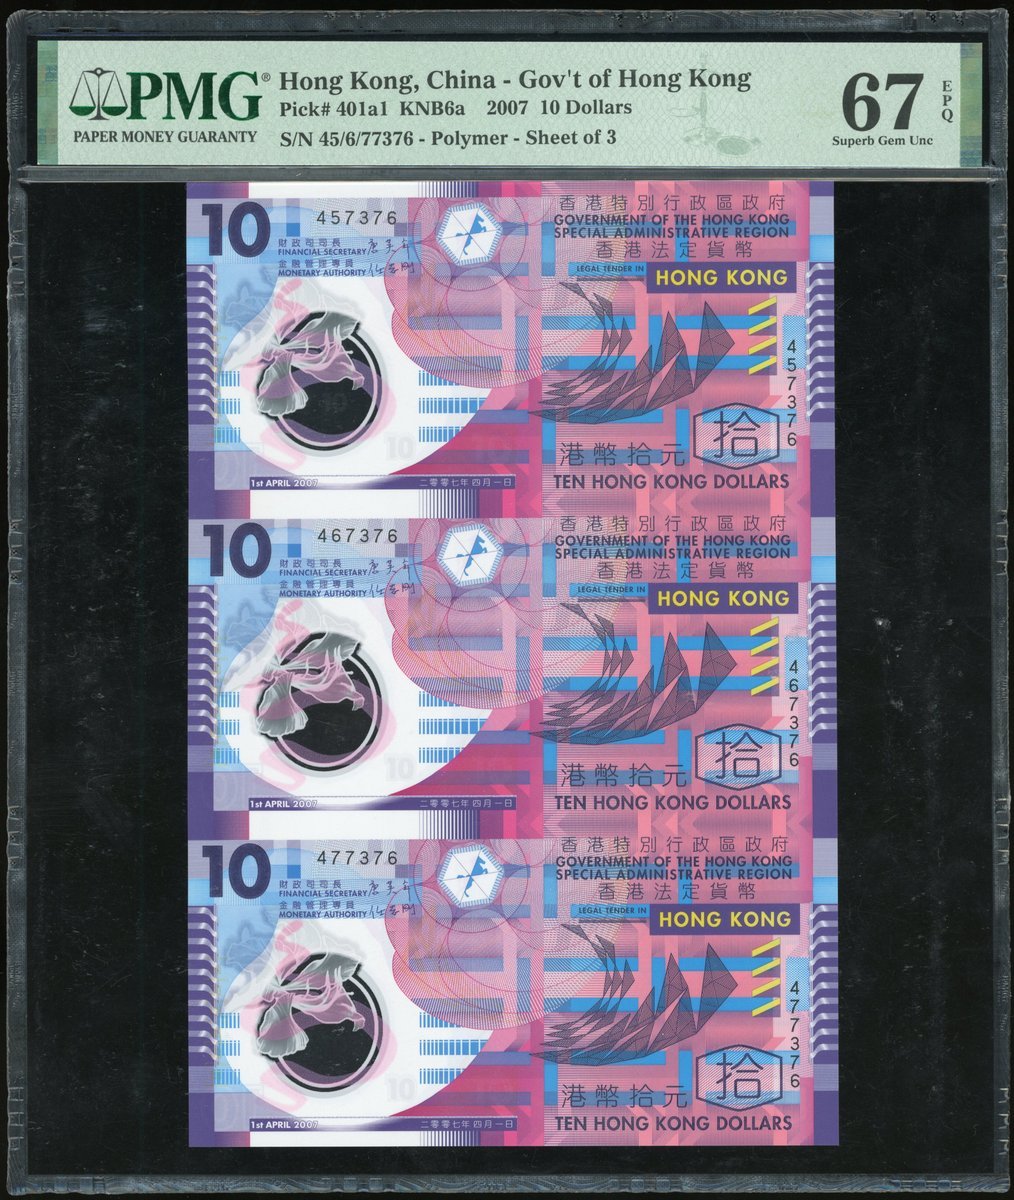 PMG®
PAPER MONEY GUARANTY
Hong Kong, China - Gov't of Hong Kong
Pick# 401a1 KNB6a 2007 10 Dollars
S/N 45/6/77376 - Polymer - Sheet of 3
67
EPQ
Superb Gem Unc
10
457376
財政司司長
FINANCIAL SECRETARY
金融管理專員
MONETARY AUTHORITY
香港特別行政區政府
GOVERNMENT OF THE HONG KONG
SPECIAL ADMINISTRATIVE REGION
香港法定貨幣
LEGAL TENDER IN
HONG KONG
457376
10
10
拾
港幣拾元
TEN HONG KONG DOLLARS
1st APRIL 2007
二零零七年四月一日
10
467376
財政司司長
FINANCIAL SECRETARY
金融管理專員
MONETARY AUTHORITY
香港特別行政區政府
GOVERNMENT OF THE HONG KONG
SPECIAL ADMINISTRATIVE REGION
香港法定貨幣
LEGAL TENDER IN
HONG KONG
467376
10
拾
港幣拾元
TEN HONG KONG DOLLARS
1st APRIL 2007
二零零七年四月一日
10
477376
財政司司長
FINANCIAL SECRETARY
金融管理專員
MONETARY AUTHORITY
香港特別行政區政府
GOVERNMENT OF THE HONG KONG
SPECIAL ADMINISTRATIVE REGION
香港法定貨幣
LEGAL TENDER IN
HONG KONG
477376
10
拾
港幣拾元
TEN HONG KONG DOLLARS
1st APRIL 2007
二零零七年四月一日